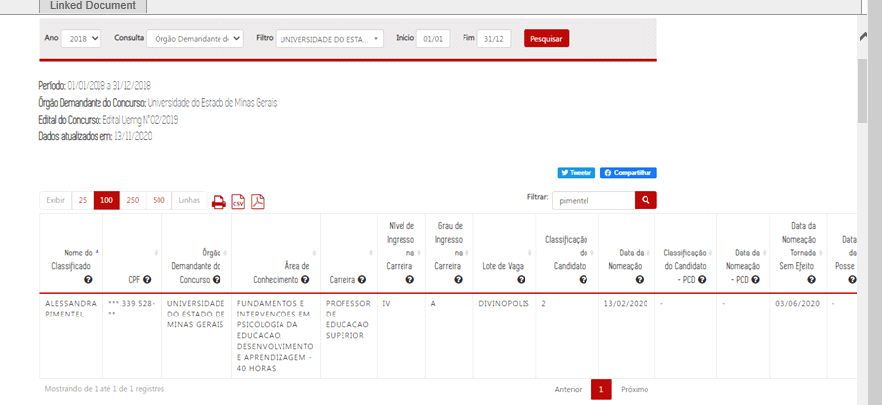 Linked Document
Ano 2018 Consulta Órgão Demandante do Filtro UNIVERSIDADE DO ESTA... Início 01/01 Fim 31/12 Pesquisar
Período: 01/01/2018 a 31/12/2018
Órgão Demandante do Concurso: Universidade do Estado de Minas Gerais
Edital do Concurso: Edital Uemg N°02/2019
Dados atualizados em: 13/11/2020
Tweeter Compartilhar
Exibir 25 100 250 500 Linhas CSV Filtrar: pimentel
Nome do Classificado
CPF
Órgão Demandante do Concurso
Área de Conhecimento
Carreira
Nível de Ingresso na Carreira
Grau de Ingresso na Carreira
Lote de Vaga
Classificação do Candidato
Data da Nomeação
Classificação do Candidato - PCD
Data da Nomeação - PCD
Data da Nomeação Tornada Sem Efeito
Data da Posse
ALESSANDRA PIMENTEL
***.339.528-**
UNIVERSIDADE DO ESTADO DE MINAS GERAIS
FUNDAMENTOS E INTERVENCOES EM PSICOLOGIA DA EDUCACAO, DESENVOLVIMENTO E APRENDIZAGEM - 40 HORAS
PROFESSOR DE EDUCACAO SUPERIOR
IV
A
DIVINOPOLIS
2
13/02/2020
-
-
03/06/2020
-
Mostrando de 1 até 1 de 1 registros
Anterior 1 Próximo